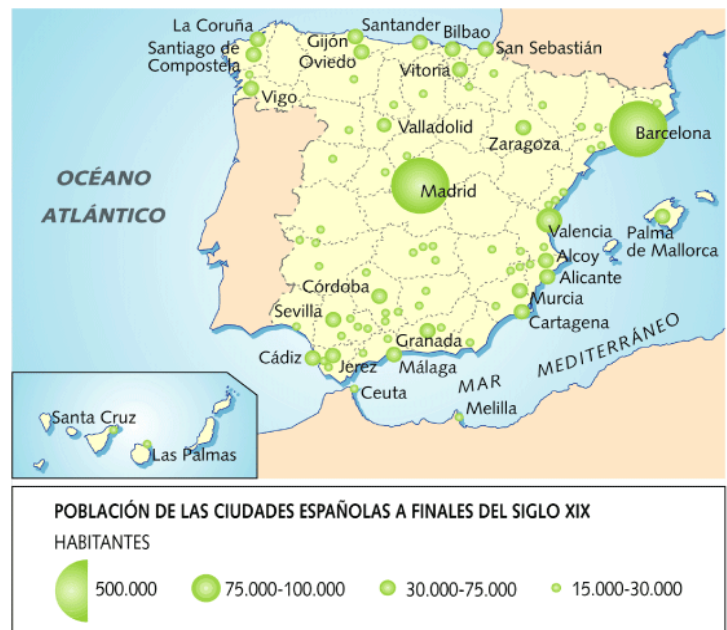 La Coruña
Santander
Gijón
Bilbao
Santiago de
Compostela
Oviedo
San Sebastián
Vitoria
Vigo
Valladolid
Zaragoza
Barcelona
OCÉANO
ATLÁNTICO
Madrid
Valencia
Palma
de Mallorca
Alcoy
Alicante
Córdoba
Murcia
Sevilla
Cartagena
Granada
Cádiz
Jerez
Málaga
MAR MEDITERRÁNEO
Ceuta
Melilla
Santa Cruz
Las Palmas
POBLACIÓN DE LAS CIUDADES ESPAÑOLAS A FINALES DEL SIGLO XIX
HABITANTES
500.000 75.000-100.000 30.000-75.000 15.000-30.000